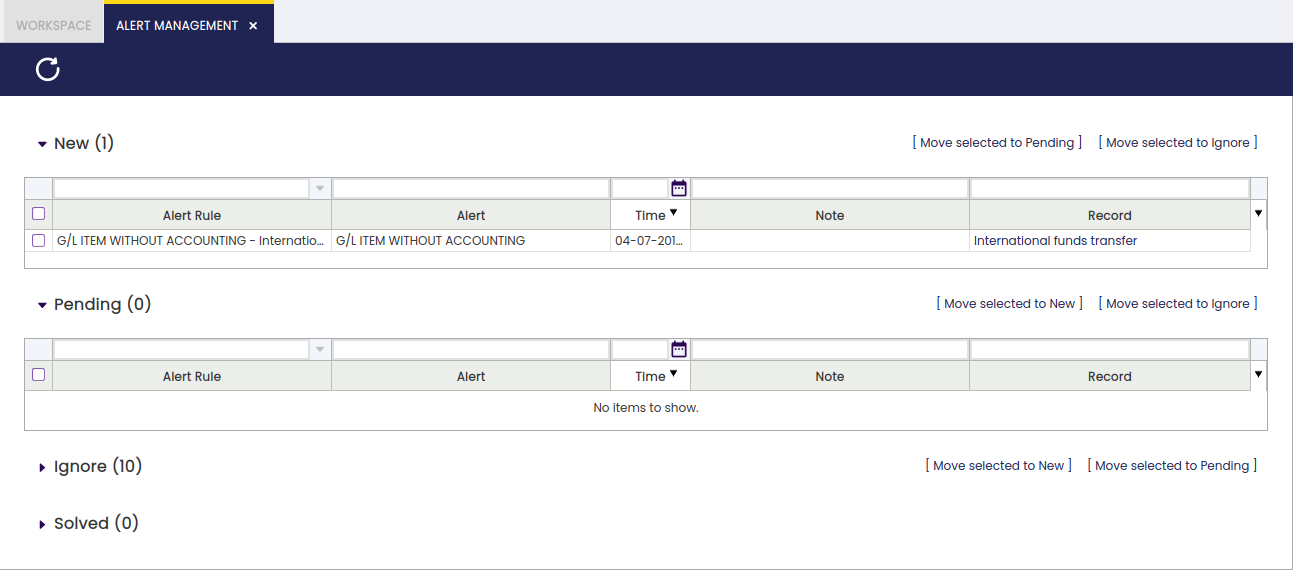 WORKSPACE ALERT MANAGEMENT ×
New (1) [ Move selected to Pending ] [ Move selected to Ignore ]
Alert Rule Alert Time Note Record
G/L ITEM WITHOUT ACCOUNTING - Internatio... G/L ITEM WITHOUT ACCOUNTING 04-07-201... International funds transfer
Pending (0) [ Move selected to New ] [ Move selected to Ignore ]
Alert Rule Alert Time Note Record
No items to show.
Ignore (10) [ Move selected to New ] [ Move selected to Pending ]
Solved (0)